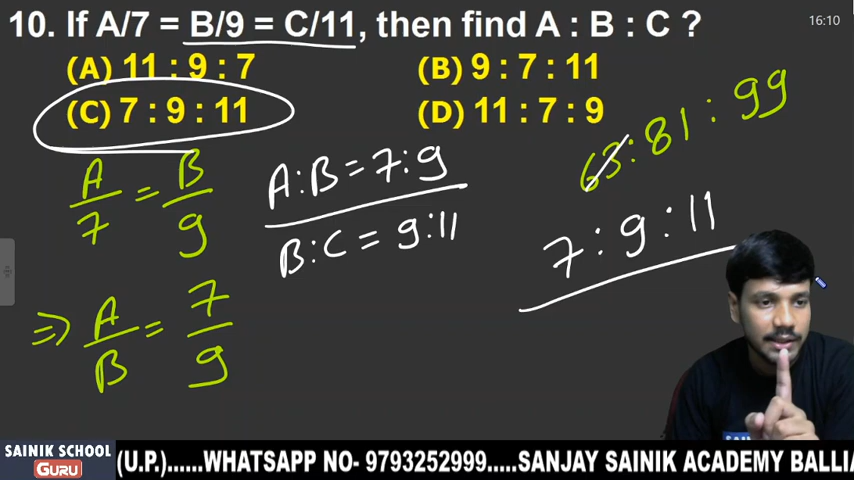 10. If A/7 = B/9 = C/11, then find A : B : C ?
16:10
(A) 11 : 9 : 7
(B) 9 : 7 : 11
(C) 7 : 9 : 11
(D) 11 : 7 : 9
63:81:99
A/7 = B/9
A:B=7:9
B:C=9:11
7:9:11
⇒ A/B = 7/9
SAINIK SCHOOL
GURU
(U.P.)......WHATSAPP NO- 9793252999.....SANJAY SAINIK ACADEMY BALLIA